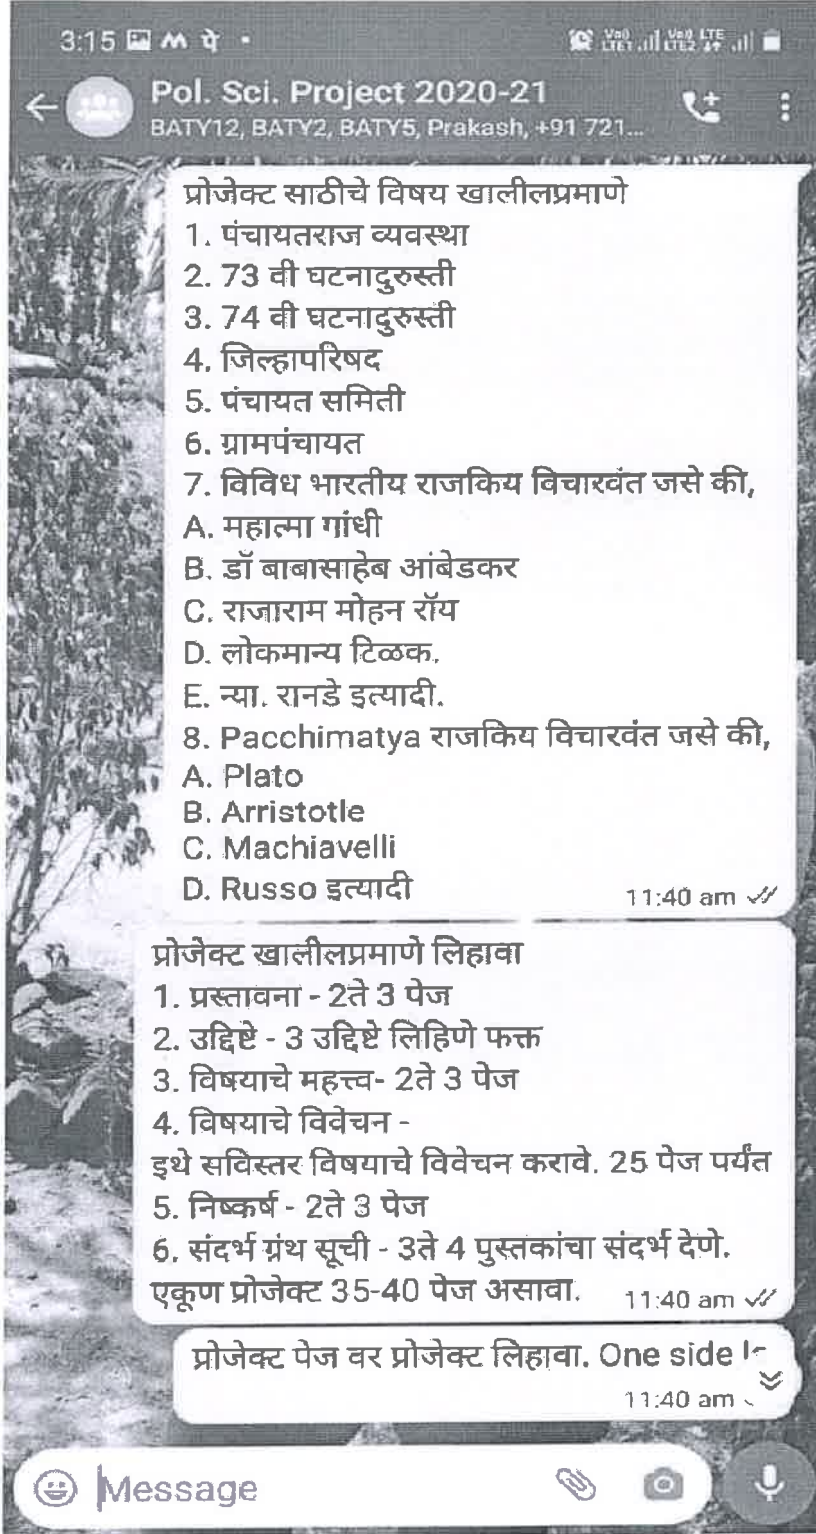 3:15 पे
Vo)) LTE1 Vo)) LTE2 LTE
Pol. Sci. Project 2020-21
BATY12, BATY2, BATY5, Prakash, +91 721...
प्रोजेक्ट साठीचे विषय खालीलप्रमाणे
1. पंचायतराज व्यवस्था
2. 73 वी घटनादुरुस्ती
3. 74 वी घटनादुरुस्ती
4. जिल्हापरिषद
5. पंचायत समिती
6. ग्रामपंचायत
7. विविध भारतीय राजकिय विचारवंत जसे की,
A. महात्मा गांधी
B. डॉ बाबासाहेब आंबेडकर
C. राजाराम मोहन रॉय
D. लोकमान्य टिळक.
E. न्या. रानडे इत्यादी.
8. Pacchimatya राजकिय विचारवंत जसे की,
A. Plato
B. Arristotle
C. Machiavelli
D. Russo इत्यादी
11:40 am
प्रोजेक्ट खालीलप्रमाणे लिहावा
1. प्रस्तावना - 2ते 3 पेज
2. उद्दिष्टे - 3 उद्दिष्टे लिहिणे फक्त
3. विषयाचे महत्त्व- 2ते 3 पेज
4. विषयाचे विवेचन -
इथे सविस्तर विषयाचे विवेचन करावे. 25 पेज पर्यंत
5. निष्कर्ष - 2ते 3 पेज
6. संदर्भ ग्रंथ सूची - 3ते 4 पुस्तकांचा संदर्भ देणे.
एकूण प्रोजेक्ट 35-40 पेज असावा.
11:40 am
प्रोजेक्ट पेज वर प्रोजेक्ट लिहावा. One side
11:40 am
Message